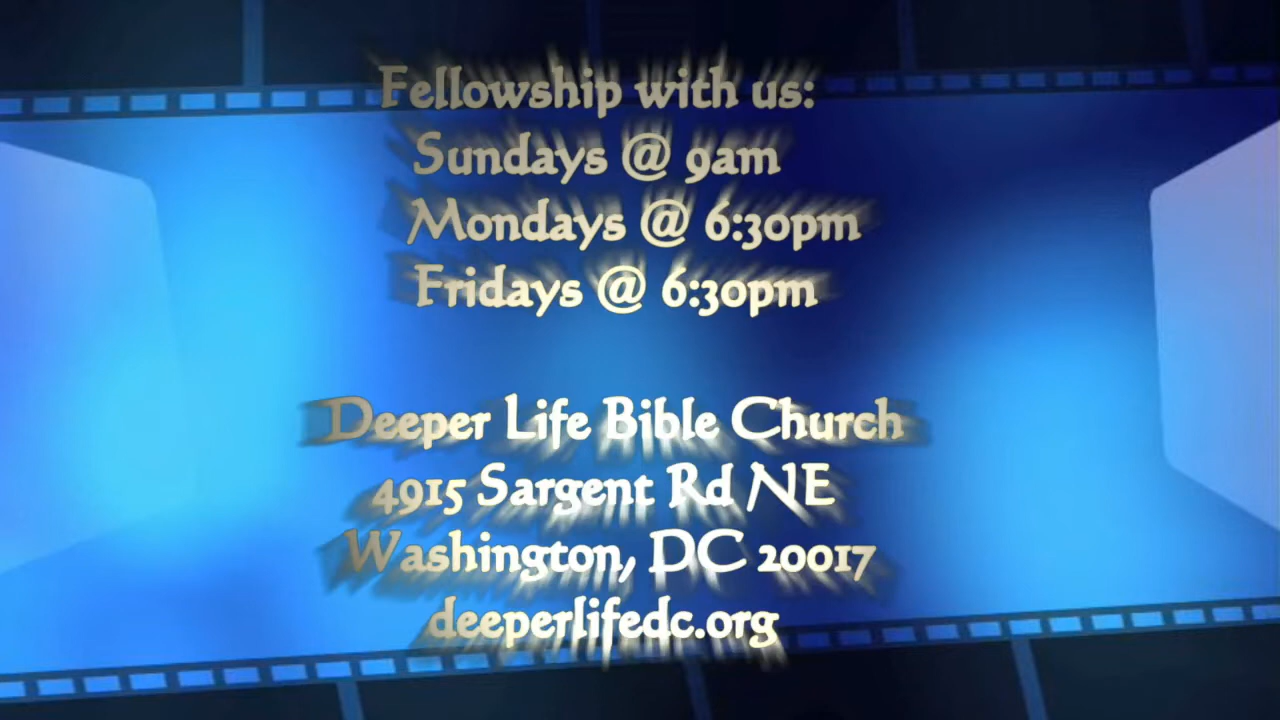 Fellowship with us:
Sundays @ 9am
Mondays @ 6:30pm
Fridays @ 6:30pm
Deeper Life Bible Church
4915 Sargent Rd NE
Washington, DC 20017
deeperlifedc.org